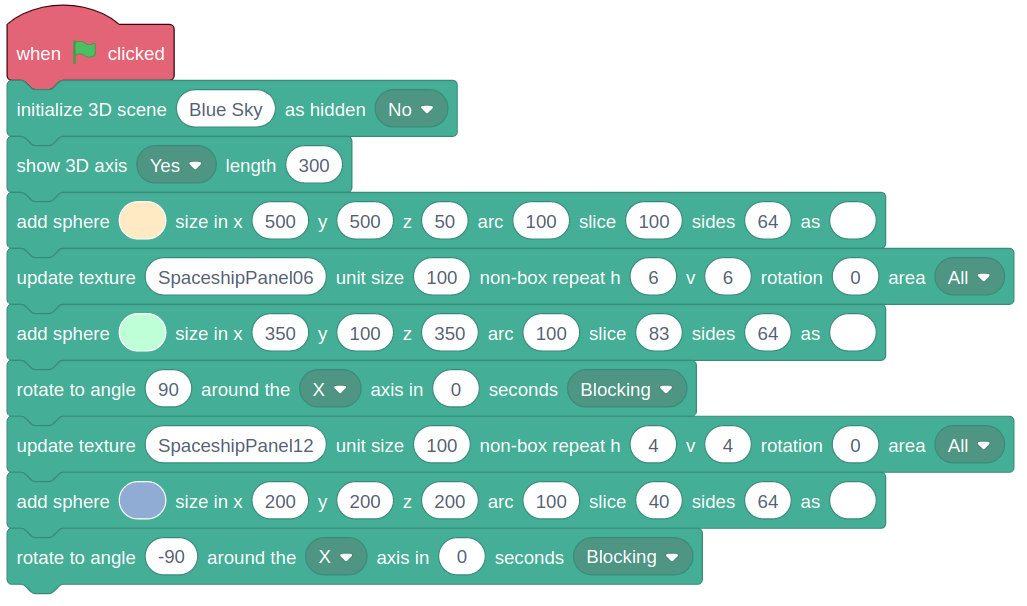 when clicked
initialize 3D scene Blue Sky as hidden No
show 3D axis Yes length 300
add sphere size in x 500 y 500 z 50 arc 100 slice 100 sides 64 as
update texture SpaceshipPanel06 unit size 100 non-box repeat h 6 v 6 rotation 0 area All
add sphere size in x 350 y 100 z 350 arc 100 slice 83 sides 64 as
rotate to angle 90 around the X axis in 0 seconds Blocking
update texture SpaceshipPanel12 unit size 100 non-box repeat h 4 v 4 rotation 0 area All
add sphere size in x 200 y 200 z 200 arc 100 slice 40 sides 64 as
rotate to angle -90 around the X axis in 0 seconds Blocking